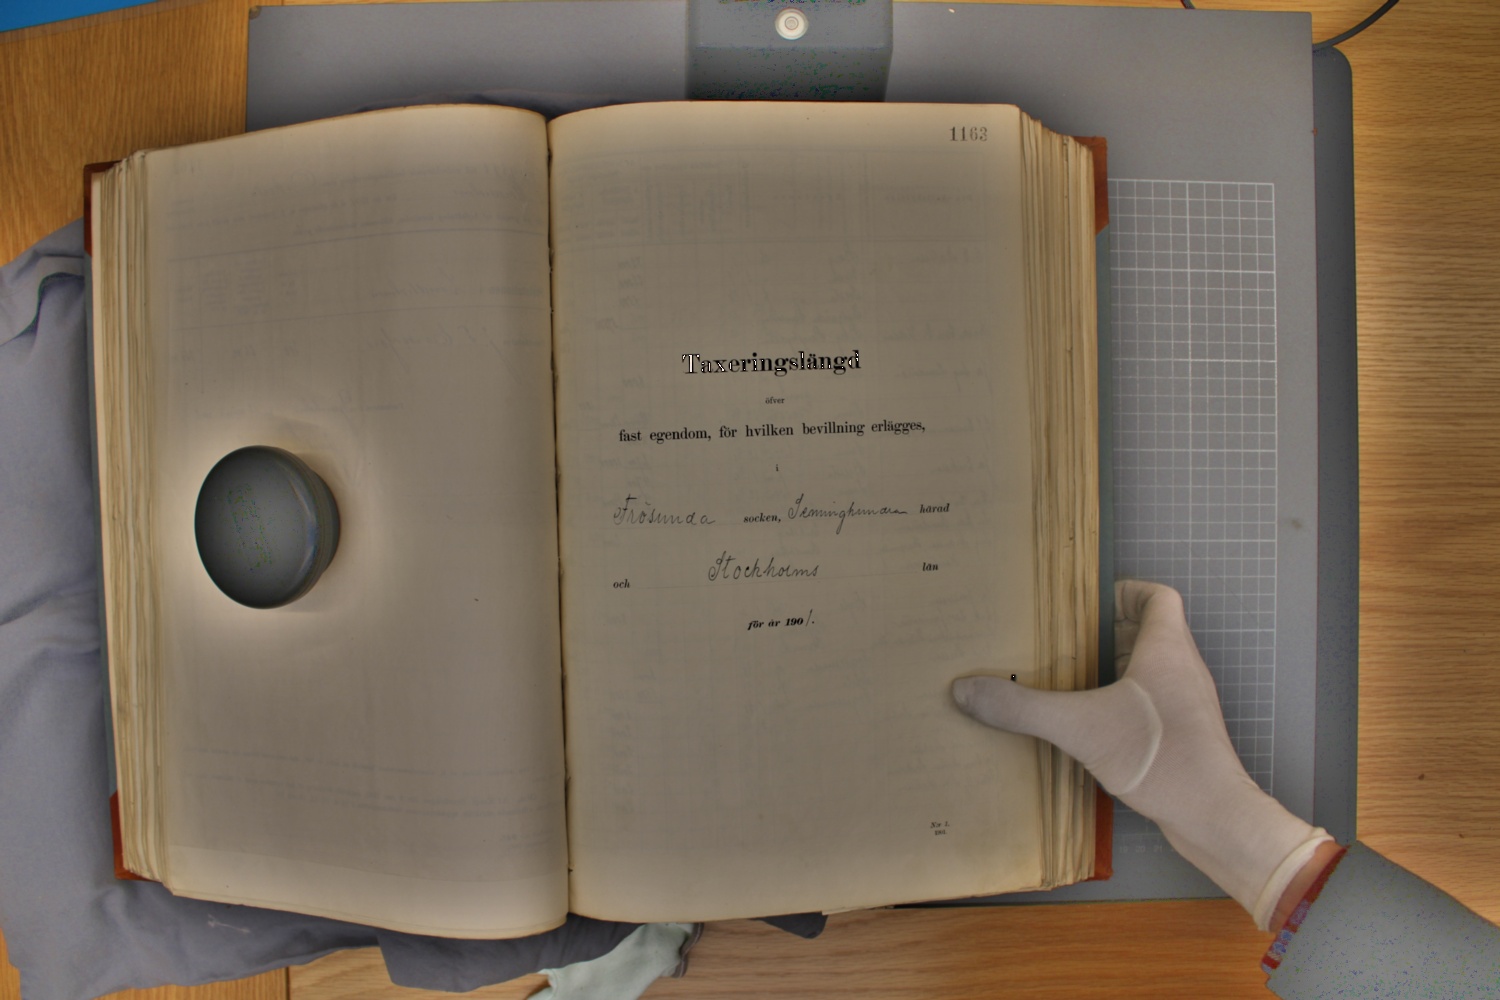 1163
Taxeringslängd
öfver
fast egendom, för hvilken bevillning erlägges,
i
Frösunda socken, Seminghundra härad
och Stockholms län
för år 1901.
N:o 1.